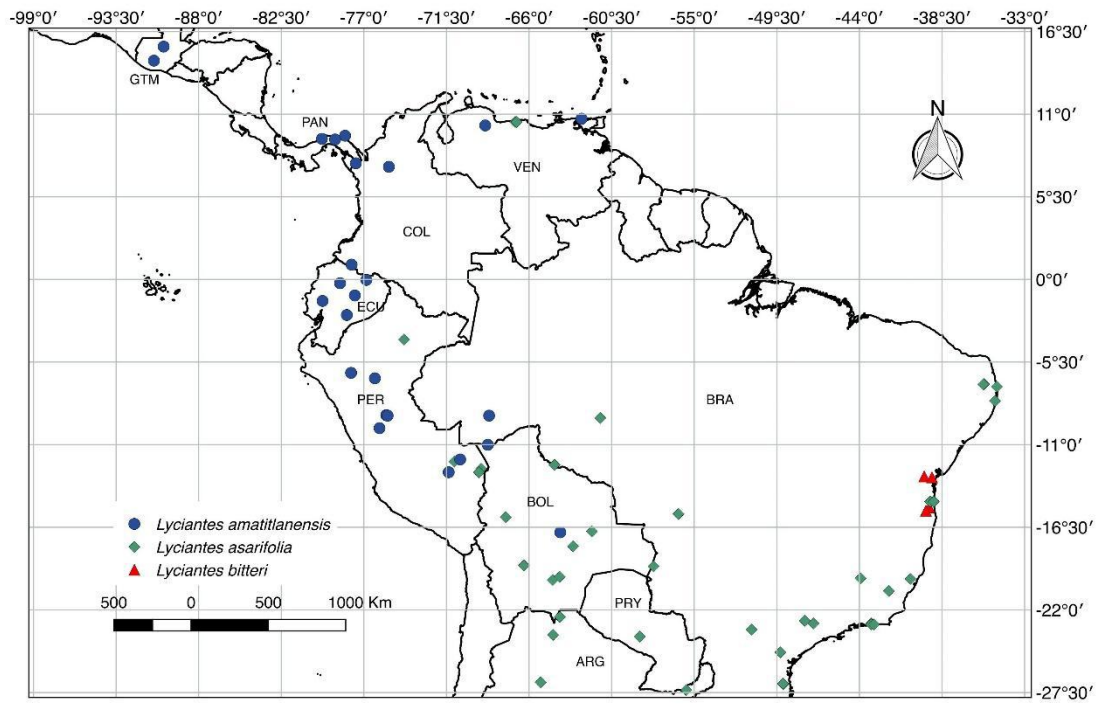 -99°0′ -93°30′ -88°0′ -82°30′ -77°0′ -71°30′ -66°0′ -60°30′ -55°0′ -49°30′ -44°0′ -38°30′ -33°0′
16°30′
GTM
N
11°0′
PAN
VEN
5°30′
COL
0°0′
ECU
-5°30′
PER
BRA
-11°0′
BOL
-16°30′
Lyciantes amatitlanensis
Lyciantes asarifolia
Lyciantes bitteri
500 0 500 1000 Km
PRY
-22°0′
ARG
-27°30′